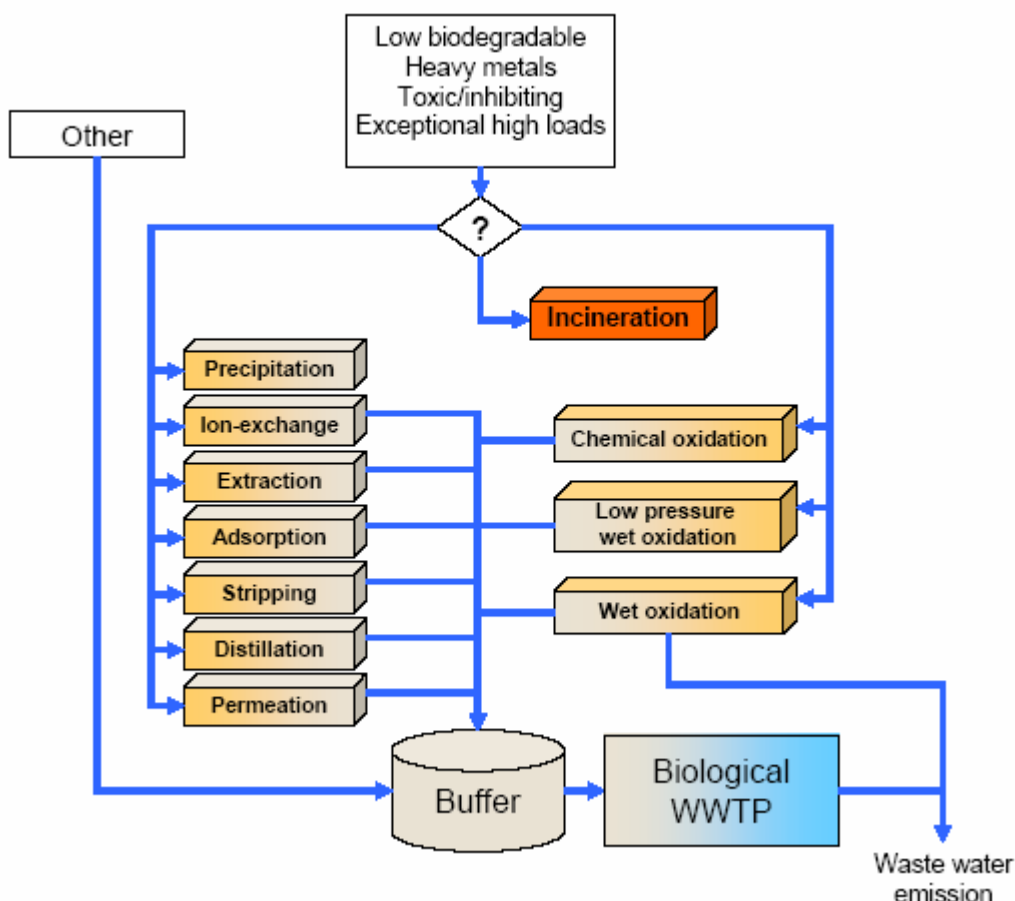 Low biodegradable
Heavy metals
Toxic/inhibiting
Exceptional high loads
Other
?
Incineration
Precipitation
Ion-exchange
Extraction
Adsorption
Stripping
Distillation
Permeation
Chemical oxidation
Low pressure
wet oxidation
Wet oxidation
Buffer
Biological
WWTP
Waste water
emission